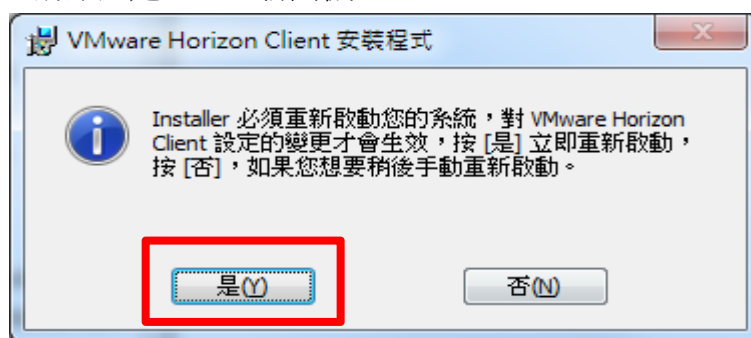 VMware Horizon Client 安裝程式
Installer 必須重新啟動您的系統，對 VMware Horizon
Client 設定的變更才會生效，按 [是] 立即重新啟動，
按 [否]，如果您想要稍後手動重新啟動。
是(Y)
否(N)